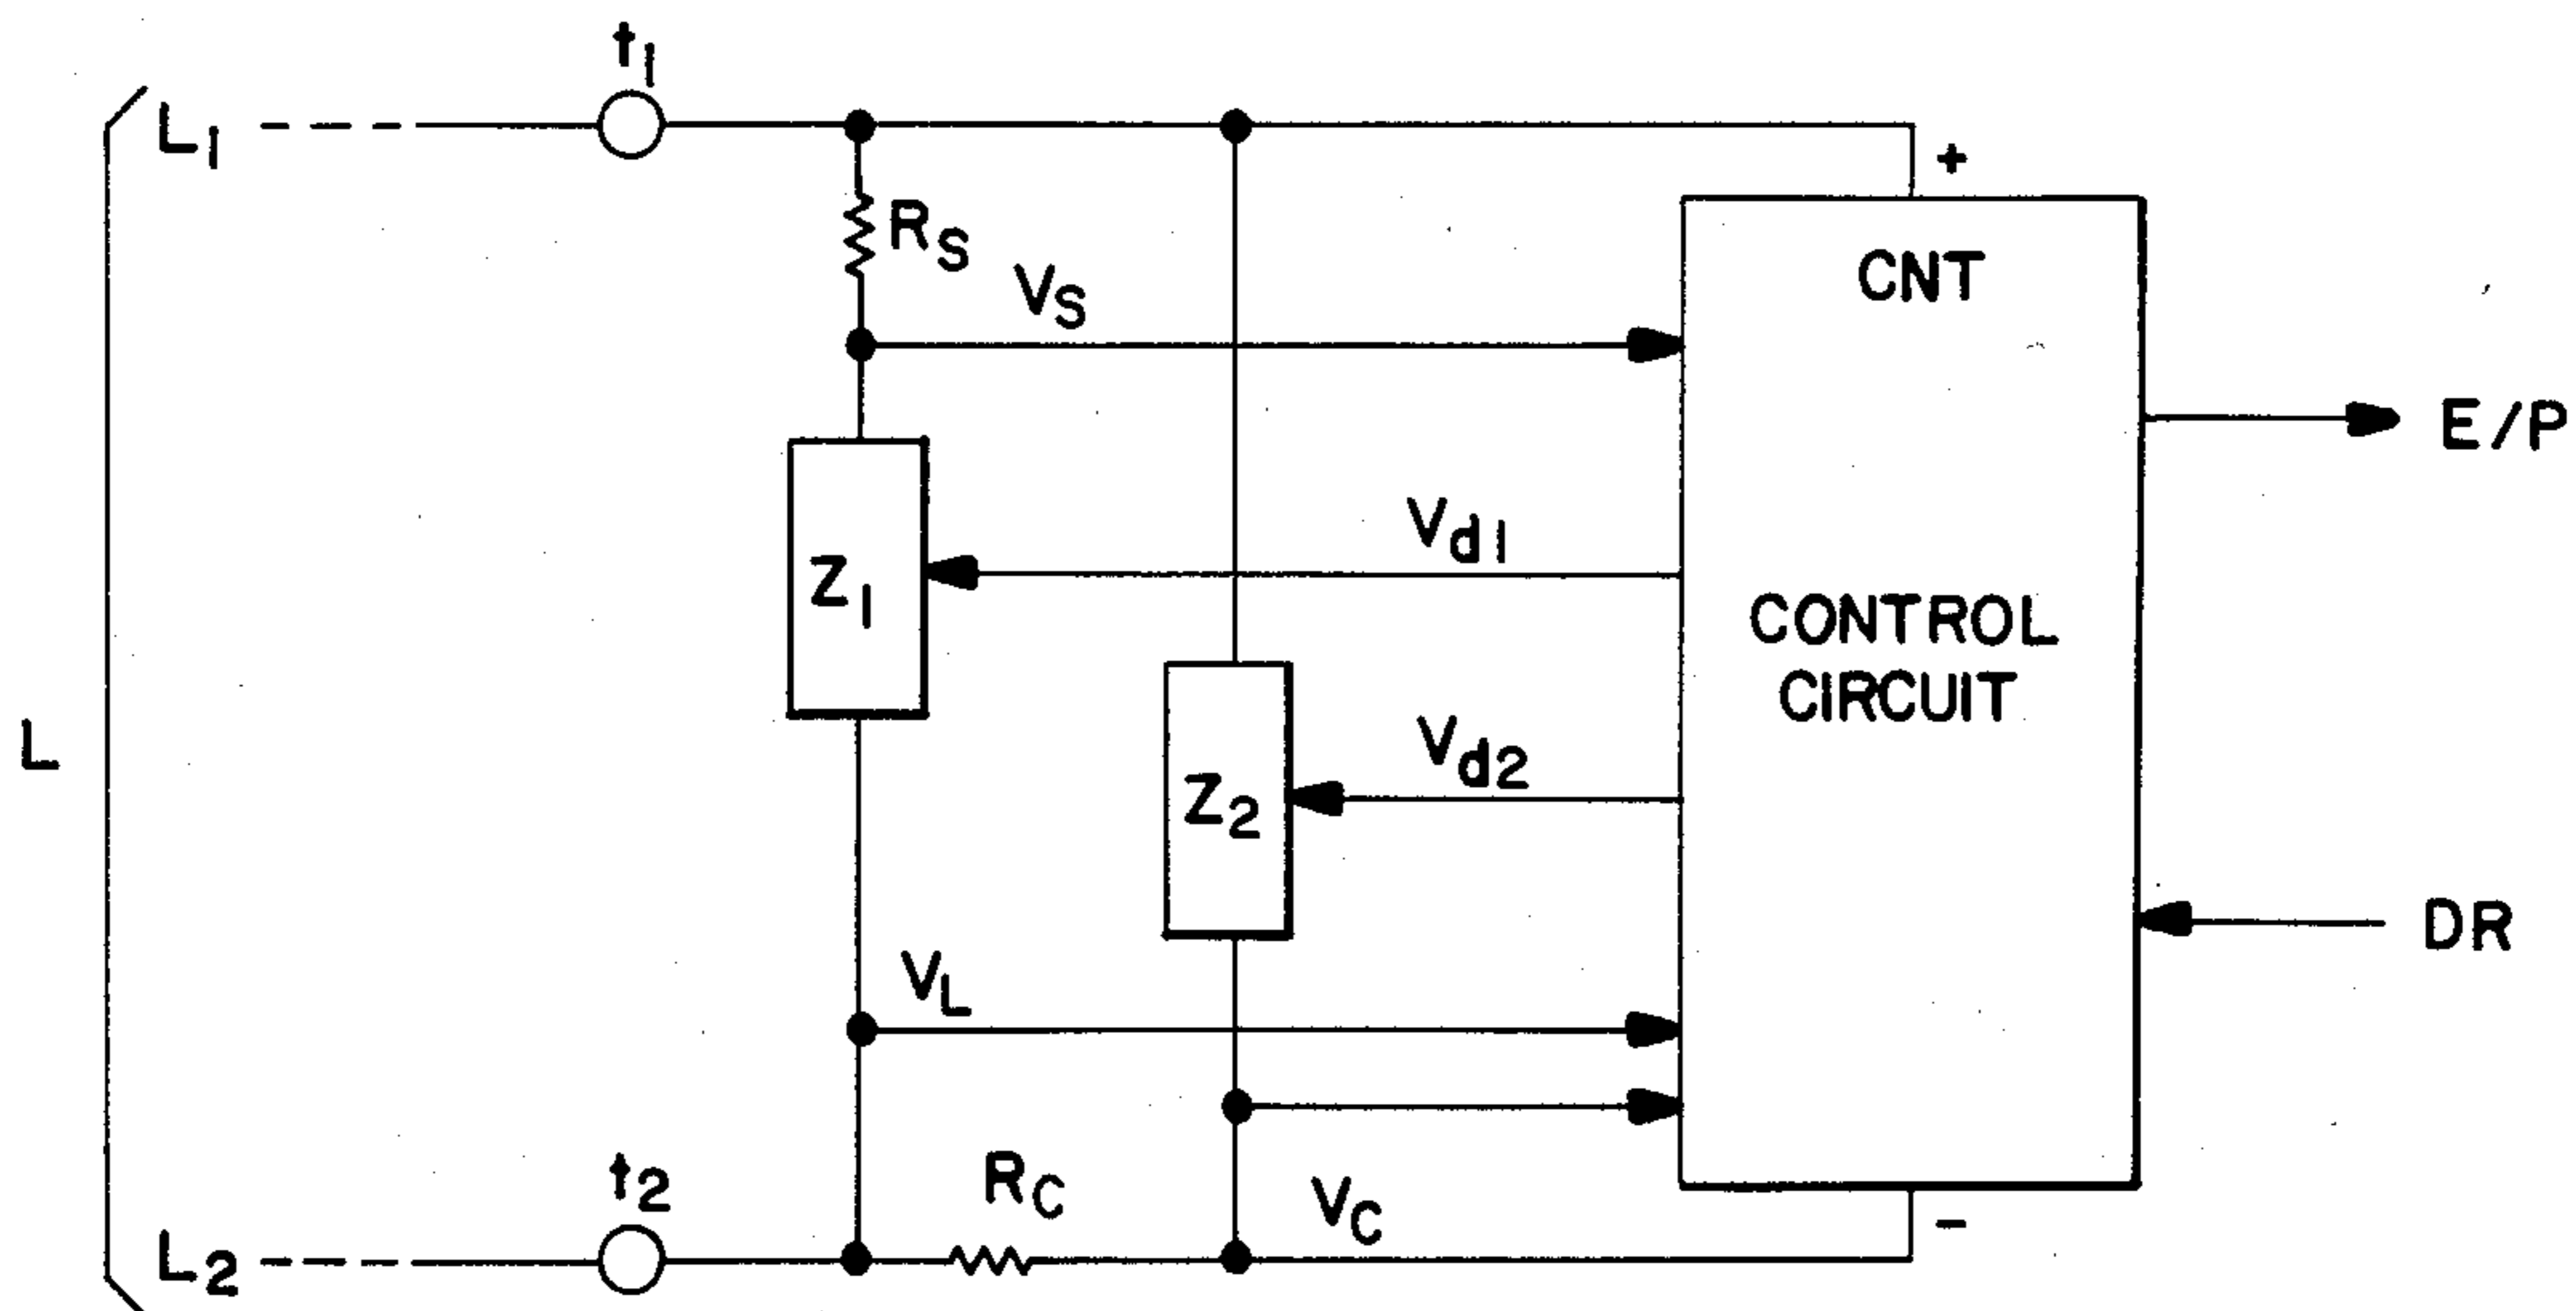 t1
L1
+
RS
VS
CNT
E/P
Vd1
Z1
CONTROL
CIRCUIT
L
Vd2
Z2
DR
VL
t2
RC
VC
-
L2